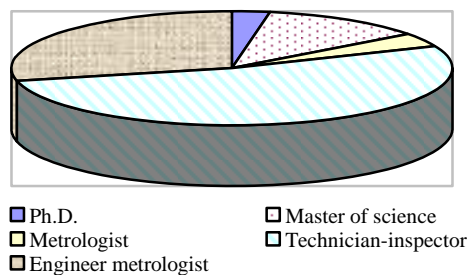 Ph.D.
Master of science
Metrologist
Technician-inspector
Engineer metrologist